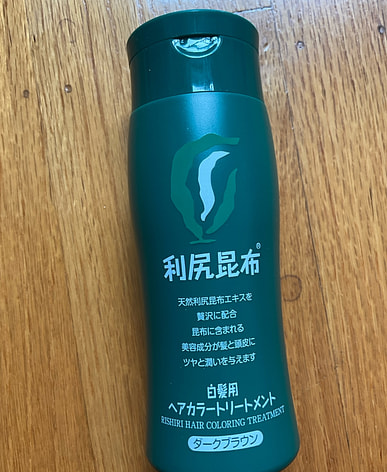 利尻昆布®
天然利尻昆布エキスを
贅沢に配合
昆布に含まれる
美容成分が髪と頭皮に
ツヤと潤いを与えます
白髪用
ヘアカラートリートメント
RISHIRI HAIR COLORING TREATMENT
ダークブラウン